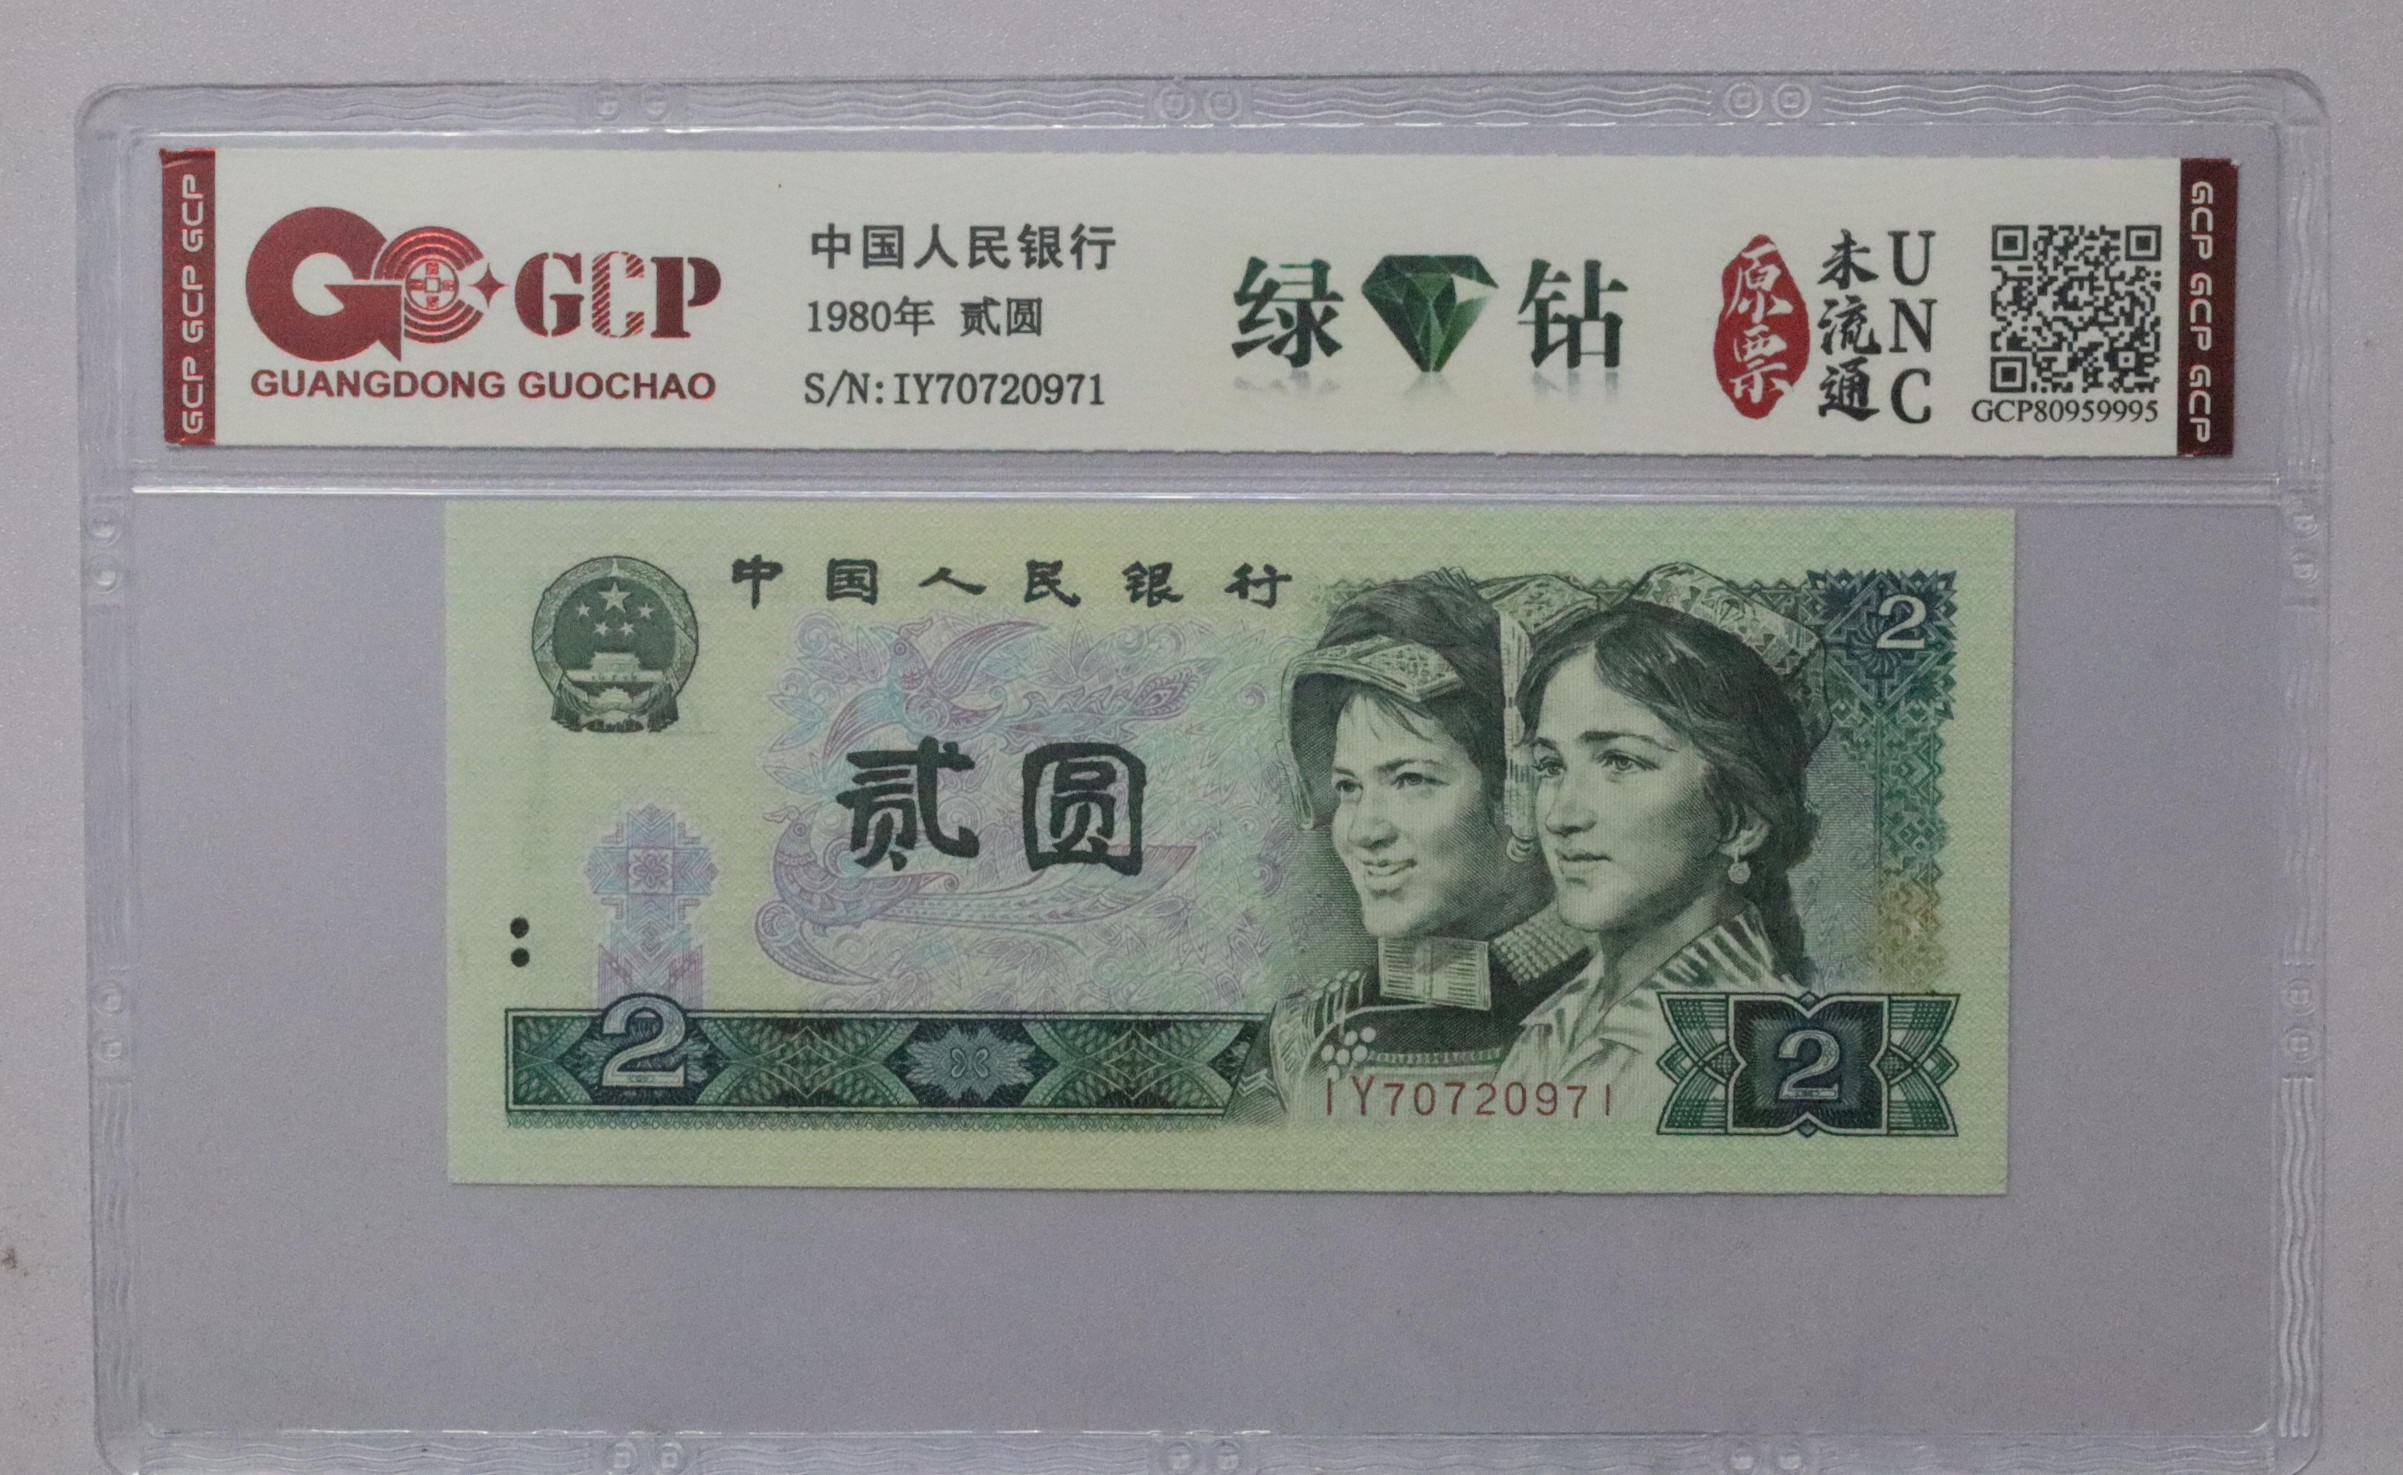 GCP GCP GCP
GCP
GUANGDONG GUOCHAO
中国人民银行
1980年 贰圆
S/N:IY70720971
绿 钻
原票
未流通
UNC
GCP80959995
GCP GCP GCP
中国人民银行
2
贰圆
2
IY70720971
2